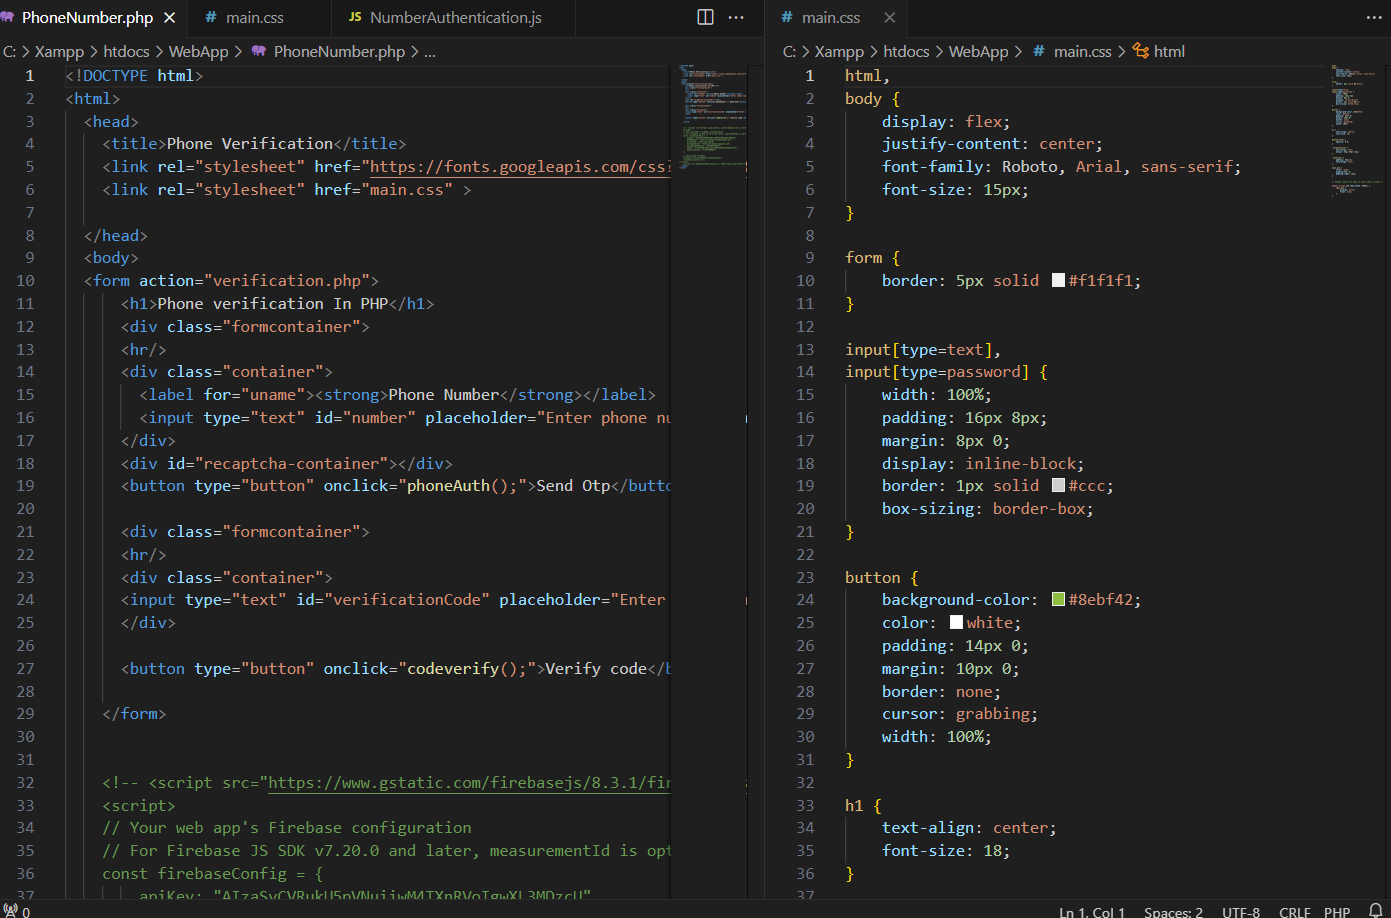 PhoneNumber.php
main.css
JS NumberAuthentication.js
C: > Xampp > htdocs > WebApp > PhoneNumber.php > ...
1 <!DOCTYPE html>
2 <html>
3 <head>
4 <title>Phone Verification</title>
5 <link rel="stylesheet" href="https://fonts.googleapis.com/css?
6 <link rel="stylesheet" href="main.css" >
7
8 </head>
9 <body>
10 <form action="verification.php">
11 <h1>Phone verification In PHP</h1>
12 <div class="formcontainer">
13 <hr/>
14 <div class="container">
15 <label for="uname"><strong>Phone Number</strong></label>
16 <input type="text" id="number" placeholder="Enter phone nu
17 </div>
18 <div id="recaptcha-container"></div>
19 <button type="button" onclick="phoneAuth();">Send Otp</butto
20
21 <div class="formcontainer">
22 <hr/>
23 <div class="container">
24 <input type="text" id="verificationCode" placeholder="Enter
25 </div>
26
27 <button type="button" onclick="codeverify();">Verify code</b
28
29 </form>
30
31
32 <!-- <script src="https://www.gstatic.com/firebasejs/8.3.1/fir
33 <script>
34 // Your web app's Firebase configuration
35 // For Firebase JS SDK v7.20.0 and later, measurementId is opt
36 const firebaseConfig = {
37
# main.css
C: > Xampp > htdocs > WebApp > # main.css > html
1 html,
2 body {
3 display: flex;
4 justify-content: center;
5 font-family: Roboto, Arial, sans-serif;
6 font-size: 15px;
7 }
8
9 form {
10 border: 5px solid #f1f1f1;
11 }
12
13 input[type=text],
14 input[type=password] {
15 width: 100%;
16 padding: 16px 8px;
17 margin: 8px 0;
18 display: inline-block;
19 border: 1px solid #ccc;
20 box-sizing: border-box;
21 }
22
23 button {
24 background-color: #8ebf42;
25 color: white;
26 padding: 14px 0;
27 margin: 10px 0;
28 border: none;
29 cursor: grabbing;
30 width: 100%;
31 }
32
33 h1 {
34 text-align: center;
35 font-size: 18;
36 }
37
0
Ln 1, Col 1 Spaces: 2 UTF-8 CRLF PHP